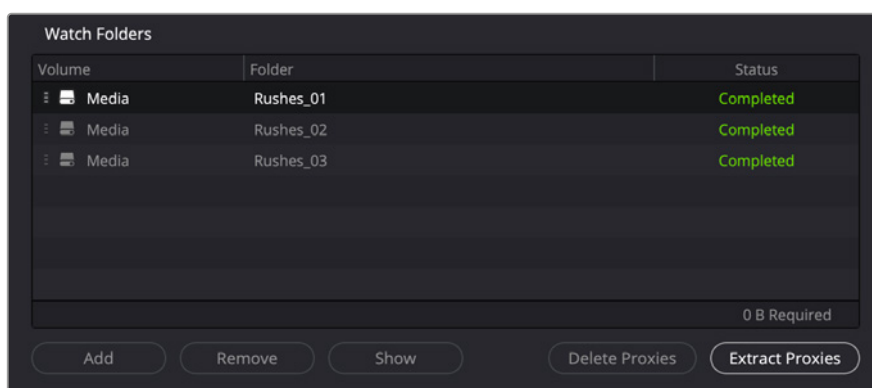 Watch Folders
Volume Folder Status
Media Rushes_01 Completed
Media Rushes_02 Completed
Media Rushes_03 Completed
0 B Required
Add Remove Show Delete Proxies Extract Proxies